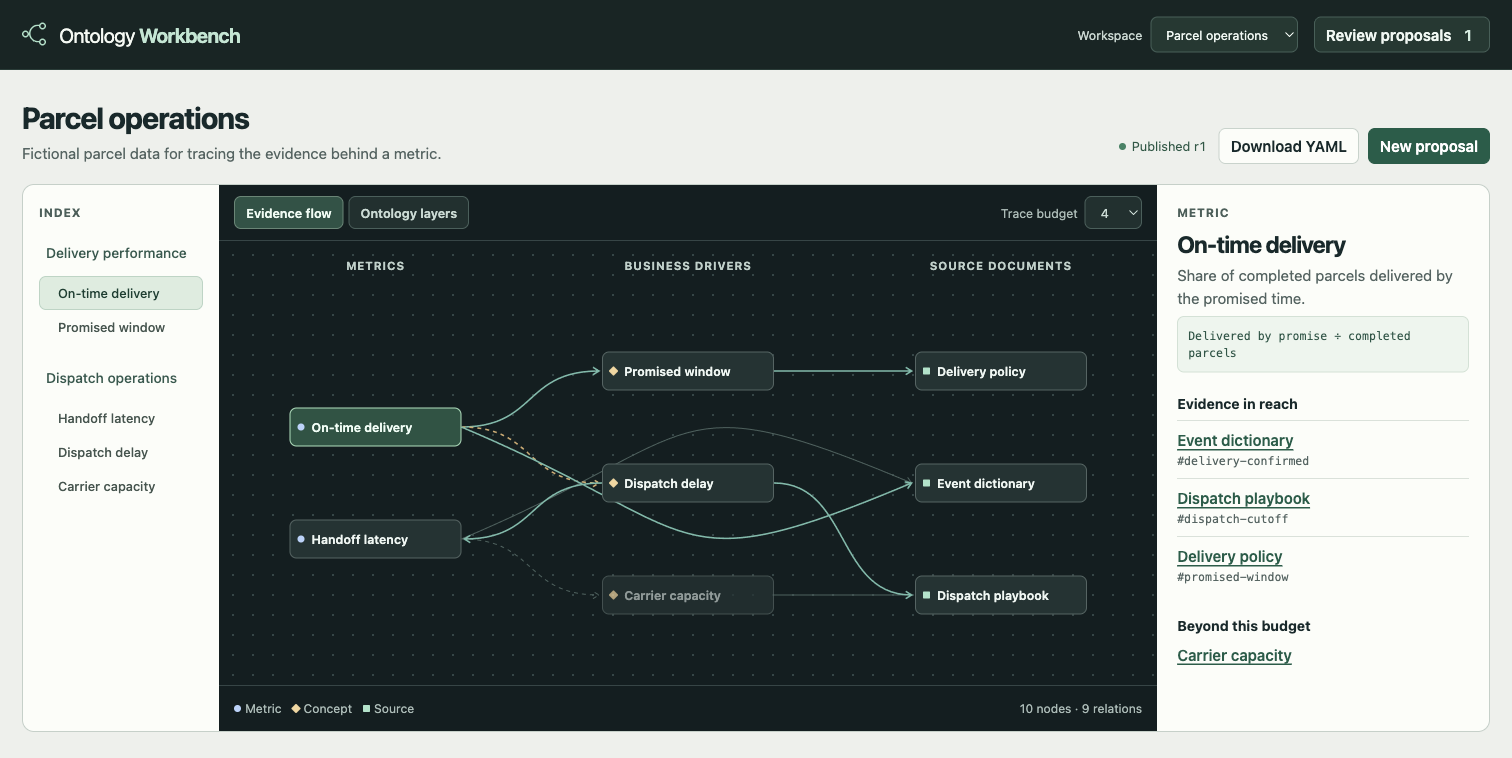 Ontology Workbench
Workspace
Parcel operations
Review proposals 1
Parcel operations
Fictional parcel data for tracing the evidence behind a metric.
Published r1
Download YAML
New proposal
INDEX
Delivery performance
On-time delivery
Promised window
Dispatch operations
Handoff latency
Dispatch delay
Carrier capacity
Evidence flow
Ontology layers
Trace budget
4
METRICS
BUSINESS DRIVERS
SOURCE DOCUMENTS
Promised window
Delivery policy
On-time delivery
Dispatch delay
Event dictionary
Handoff latency
Carrier capacity
Dispatch playbook
Metric
Concept
Source
10 nodes · 9 relations
METRIC
On-time delivery
Share of completed parcels delivered by
the promised time.
Delivered by promise ÷ completed
parcels
Evidence in reach
Event dictionary
#delivery-confirmed
Dispatch playbook
#dispatch-cutoff
Delivery policy
#promised-window
Beyond this budget
Carrier capacity